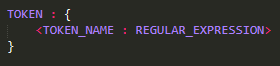 TOKEN : {
<TOKEN_NAME : REGULAR_EXPRESSION>
}